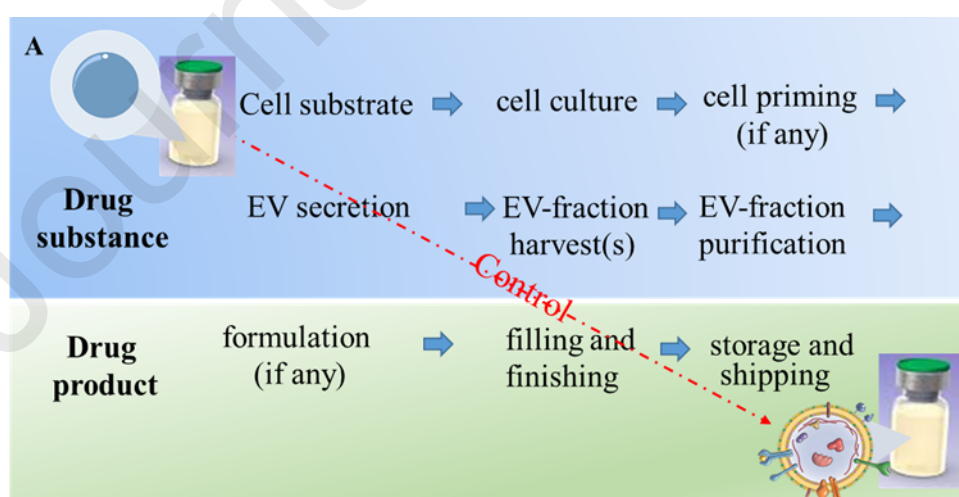 A
Cell substrate
cell culture
cell priming
(if any)
Drug
substance
EV secretion
EV-fraction
harvest(s)
EV-fraction
purification
Control
Drug
product
formulation
(if any)
filling and
finishing
storage and
shipping